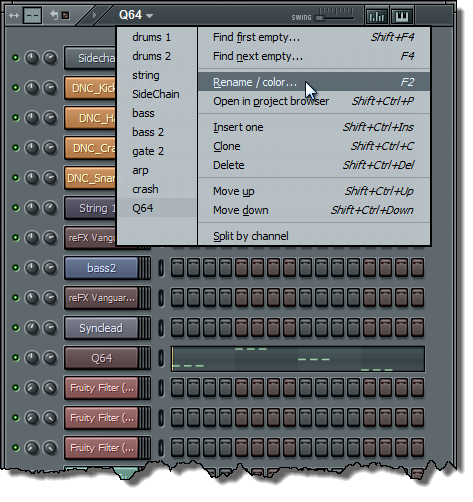 Q64
SWING
drums 1
drums 2
string
SideChain
bass
bass 2
gate 2
arp
crash
Q64
Find first empty... Shift+F4
Find next empty... F4
Rename / color... F2
Open in project browser Shift+Ctrl+P
Insert one Shift+Ctrl+Ins
Clone Shift+Ctrl+C
Delete Shift+Ctrl+Del
Move up Shift+Ctrl+Up
Move down Shift+Ctrl+Down
Split by channel
Sidechain
DNC_Kick
DNC_Ha
DNC_Cra
DNC_Snar
String 1
reFX Vanguar
bass2
reFX Vanguar...
Synclead
Q64
Fruity Filter (...
Fruity Filter (...
Fruity Filter (...